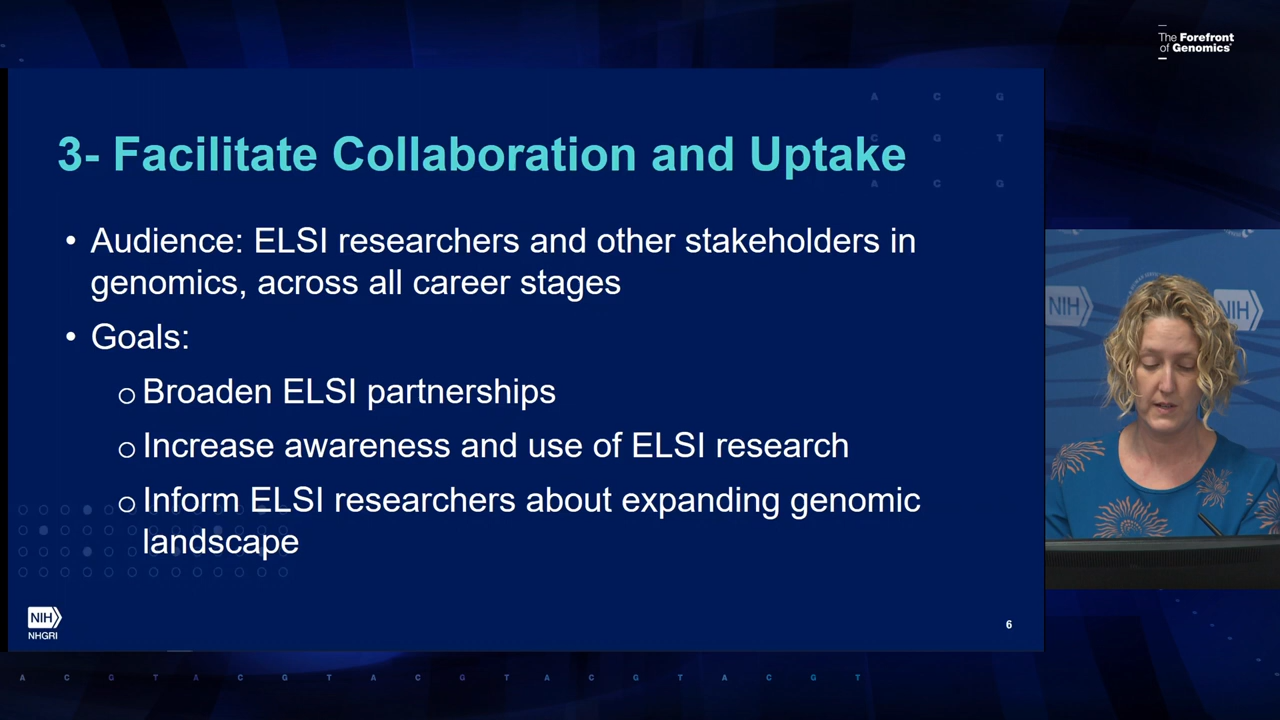 The Forefront
of Genomics®
A C G
3- Facilitate Collaboration and Uptake
C G T
A C G
• Audience: ELSI researchers and other stakeholders in
genomics, across all career stages
• Goals:
o Broaden ELSI partnerships
o Increase awareness and use of ELSI research
o Inform ELSI researchers about expanding genomic
landscape
NIH
NHGRI
6
NIH
NIH
A C G T A C G T A C G T A C G T A C G T